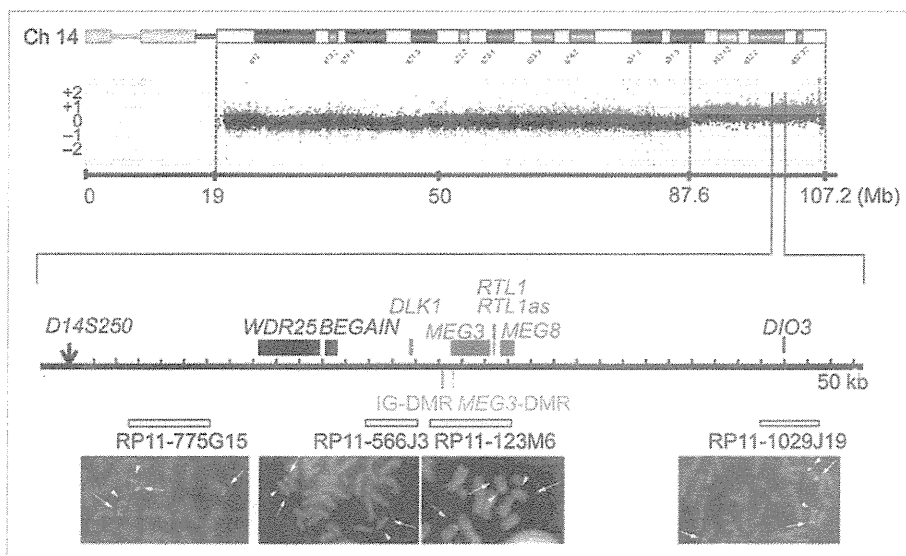 Ch 14
+2
+1
0
−1
−2
0 19 50 87.6 107.2 (Mb)
RTL1
DLK1 RTL1as
D14S250 WDR25 BEGAIN MEG3 MEG8 DIO3
50 kb
IG-DMR MEG3-DMR
RP11-775G15 RP11-566J3 RP11-123M6 RP11-1029J19